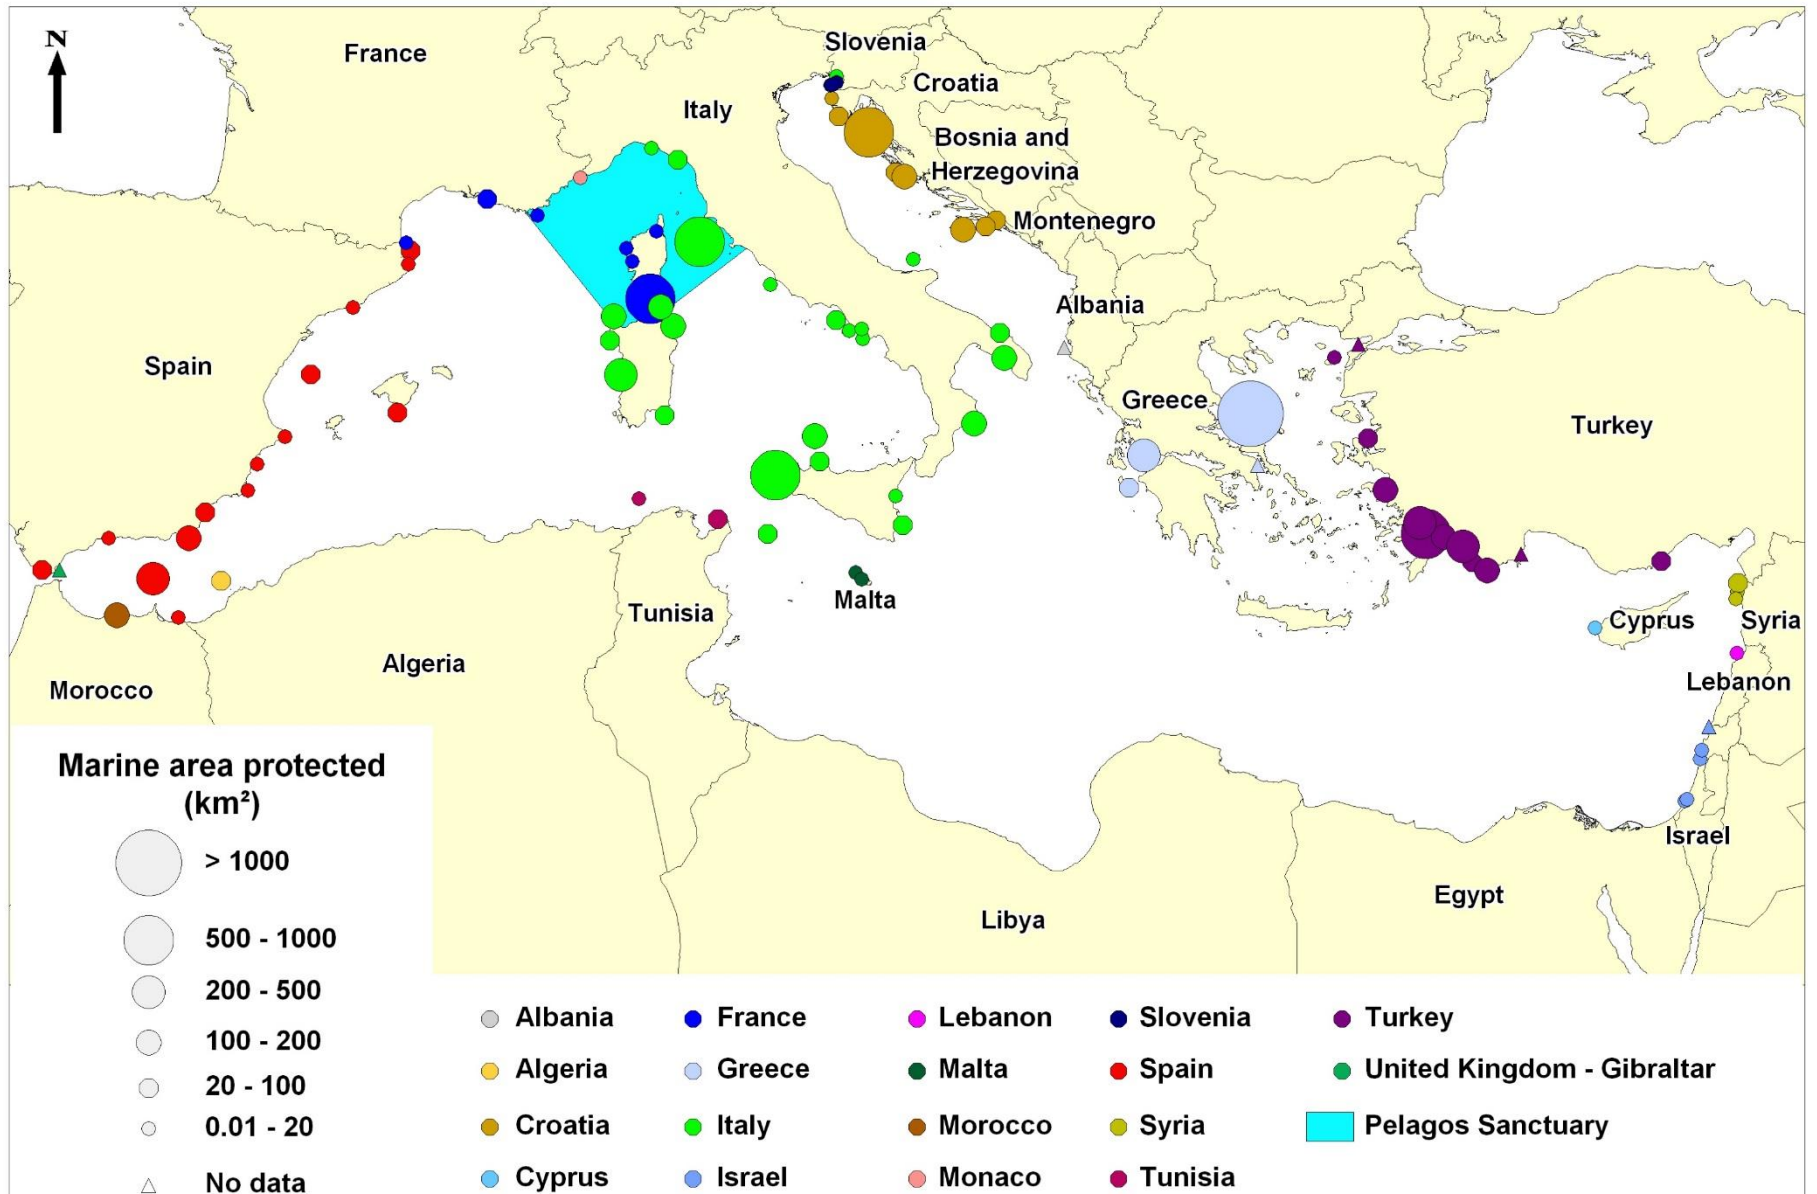 N
France
Slovenia
Croatia
Italy
Bosnia and
Herzegovina
Montenegro
Albania
Spain
Greece
Turkey
Malta
Tunisia
Cyprus
Syria
Algeria
Morocco
Lebanon
Israel
Egypt
Libya
Marine area protected
(km²)
> 1000
500 - 1000
200 - 500
100 - 200
20 - 100
0.01 - 20
No data
Albania
Algeria
Croatia
Cyprus
France
Greece
Italy
Israel
Lebanon
Malta
Morocco
Monaco
Slovenia
Spain
Syria
Tunisia
Turkey
United Kingdom - Gibraltar
Pelagos Sanctuary